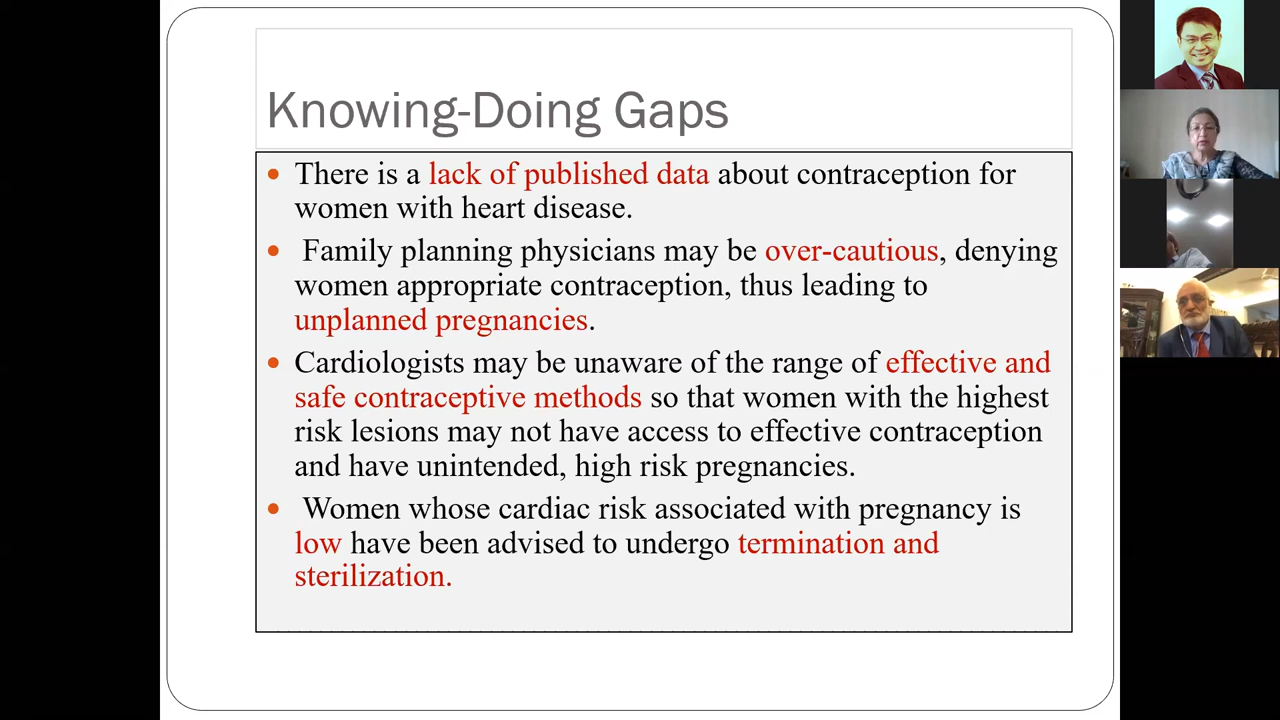 Knowing-Doing Gaps
There is a lack of published data about contraception for
women with heart disease.
Family planning physicians may be over-cautious, denying
women appropriate contraception, thus leading to
unplanned pregnancies.
Cardiologists may be unaware of the range of effective and
safe contraceptive methods so that women with the highest
risk lesions may not have access to effective contraception
and have unintended, high risk pregnancies.
Women whose cardiac risk associated with pregnancy is
low have been advised to undergo termination and
sterilization.